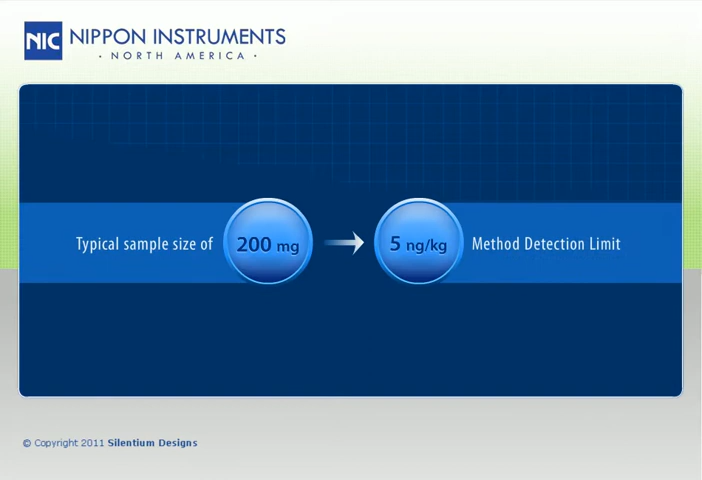 NIC NIPPON INSTRUMENTS
· NORTH AMERICA ·
Typical sample size of 200 mg 5 ng/kg Method Detection Limit
© Copyright 2011 Silentium Designs